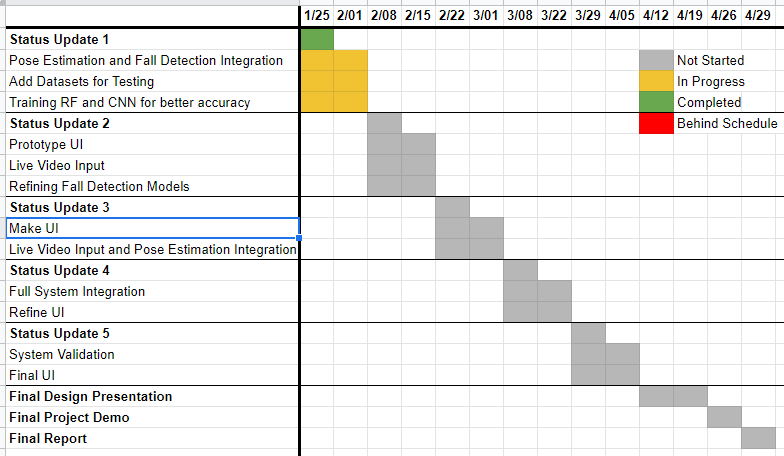 1/25 2/01 2/08 2/15 2/22 3/01 3/08 3/22 3/29 4/05 4/12 4/19 4/26 4/29
Status Update 1
Pose Estimation and Fall Detection Integration Not Started
Add Datasets for Testing In Progress
Training RF and CNN for better accuracy Completed
Status Update 2 Behind Schedule
Prototype UI
Live Video Input
Refining Fall Detection Models
Status Update 3
Make UI
Live Video Input and Pose Estimation Integration
Status Update 4
Full System Integration
Refine UI
Status Update 5
System Validation
Final UI
Final Design Presentation
Final Project Demo
Final Report